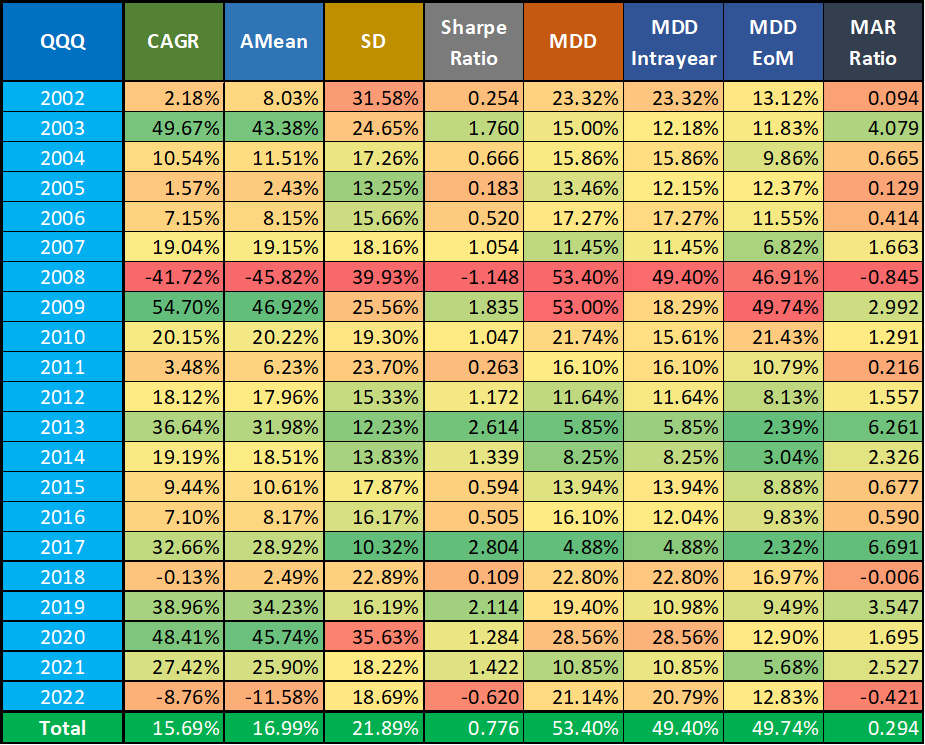 QQQ CAGR AMean SD Sharpe Ratio MDD MDD Intrayear MDD EoM MAR Ratio
2002 2.18% 8.03% 31.58% 0.254 23.32% 23.32% 13.12% 0.094
2003 49.67% 43.38% 24.65% 1.760 15.00% 12.18% 11.83% 4.079
2004 10.54% 11.51% 17.26% 0.666 15.86% 15.86% 9.86% 0.665
2005 1.57% 2.43% 13.25% 0.183 13.46% 12.15% 12.37% 0.129
2006 7.15% 8.15% 15.66% 0.520 17.27% 17.27% 11.55% 0.414
2007 19.04% 19.15% 18.16% 1.054 11.45% 11.45% 6.82% 1.663
2008 -41.72% -45.82% 39.93% -1.148 53.40% 49.40% 46.91% -0.845
2009 54.70% 46.92% 25.56% 1.835 53.00% 18.29% 49.74% 2.992
2010 20.15% 20.22% 19.30% 1.047 21.74% 15.61% 21.43% 1.291
2011 3.48% 6.23% 23.70% 0.263 16.10% 16.10% 10.79% 0.216
2012 18.12% 17.96% 15.33% 1.172 11.64% 11.64% 8.13% 1.557
2013 36.64% 31.98% 12.23% 2.614 5.85% 5.85% 2.39% 6.261
2014 19.19% 18.51% 13.83% 1.339 8.25% 8.25% 3.04% 2.326
2015 9.44% 10.61% 17.87% 0.594 13.94% 13.94% 8.88% 0.677
2016 7.10% 8.17% 16.17% 0.505 16.10% 12.04% 9.83% 0.590
2017 32.66% 28.92% 10.32% 2.804 4.88% 4.88% 2.32% 6.691
2018 -0.13% 2.49% 22.89% 0.109 22.80% 22.80% 16.97% -0.006
2019 38.96% 34.23% 16.19% 2.114 19.40% 10.98% 9.49% 3.547
2020 48.41% 45.74% 35.63% 1.284 28.56% 28.56% 12.90% 1.695
2021 27.42% 25.90% 18.22% 1.422 10.85% 10.85% 5.68% 2.527
2022 -8.76% -11.58% 18.69% -0.620 21.14% 20.79% 12.83% -0.421
Total 15.69% 16.99% 21.89% 0.776 53.40% 49.40% 49.74% 0.294